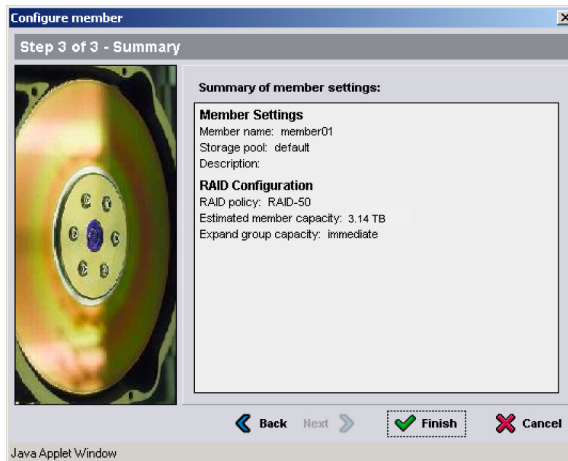 Configure member
Step 3 of 3 - Summary
Summary of member settings:
Member Settings
Member name: member01
Storage pool: default
Description:
RAID Configuration
RAID policy: RAID-50
Estimated member capacity: 3.14 TB
Expand group capacity: immediate
Back Next Finish Cancel
Java Applet Window